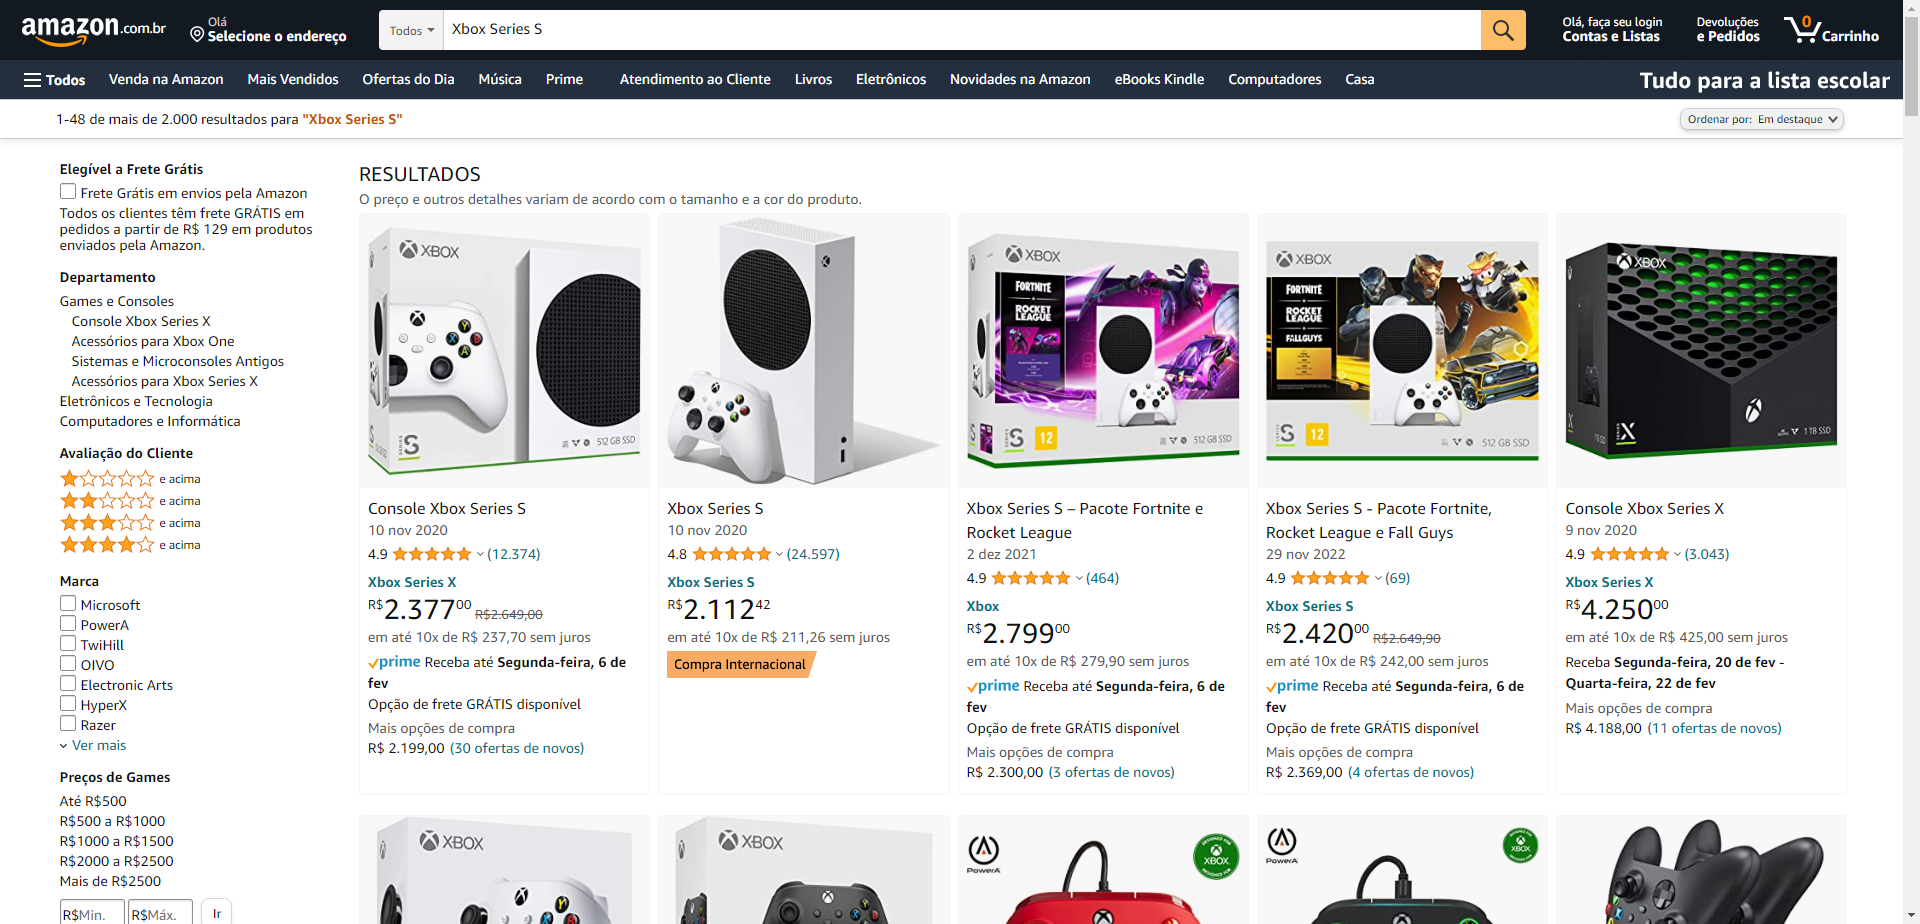 amazon.com.br
Olá
Selecione o endereço
Todos
Xbox Series S
Olá, faça seu login
Contas e Listas
Devoluções
e Pedidos
0
Carrinho
Todos
Venda na Amazon
Mais Vendidos
Ofertas do Dia
Música
Prime
Atendimento ao Cliente
Livros
Eletrônicos
Novidades na Amazon
eBooks Kindle
Computadores
Casa
Tudo para a lista escolar
1-48 de mais de 2.000 resultados para "Xbox Series S"
Ordenar por: Em destaque
Elegível a Frete Grátis
Frete Grátis em envios pela Amazon
Todos os clientes têm frete GRÁTIS em
pedidos a partir de R$ 129 em produtos
enviados pela Amazon.
Departamento
Games e Consoles
Console Xbox Series X
Acessórios para Xbox One
Sistemas e Microconsoles Antigos
Acessórios para Xbox Series X
Eletrônicos e Tecnologia
Computadores e Informática
Avaliação do Cliente
e acima
e acima
e acima
e acima
Marca
Microsoft
PowerA
TwiHill
OIVO
Electronic Arts
HyperX
Razer
Ver mais
Preços de Games
Até R$500
R$500 a R$1000
R$1000 a R$1500
R$2000 a R$2500
Mais de R$2500
R$Mín.
R$Máx.
Ir
RESULTADOS
O preço e outros detalhes variam de acordo com o tamanho e a cor do produto.
XBOX
SERIES S
512 GB SSD
Console Xbox Series S
10 nov 2020
4.9
(12.374)
Xbox Series X
R$2.37700 R$2.649,00
em até 10x de R$ 237,70 sem juros
prime Receba até Segunda-feira, 6 de
fev
Opção de frete GRÁTIS disponível
Mais opções de compra
R$ 2.199,00 (30 ofertas de novos)
Xbox Series S
10 nov 2020
4.8
(24.597)
Xbox Series S
R$2.11242
em até 10x de R$ 211,26 sem juros
Compra Internacional
XBOX
FORTNITE
ROCKET
LEAGUE
SERIES S
12
512 GB SSD
Xbox Series S – Pacote Fortnite e
Rocket League
2 dez 2021
4.9
(464)
Xbox
R$2.79900
em até 10x de R$ 279,90 sem juros
prime Receba até Segunda-feira, 6 de
fev
Opção de frete GRÁTIS disponível
Mais opções de compra
R$ 2.300,00 (3 ofertas de novos)
XBOX
FORTNITE
ROCKET
LEAGUE
FALLGUYS
SERIES S
12
512 GB SSD
Xbox Series S - Pacote Fortnite,
Rocket League e Fall Guys
29 nov 2022
4.9
(69)
Xbox Series S
R$2.42000 R$2.649,90
em até 10x de R$ 242,00 sem juros
prime Receba até Segunda-feira, 6 de
fev
Opção de frete GRÁTIS disponível
Mais opções de compra
R$ 2.369,00 (4 ofertas de novos)
XBOX
SERIES X
1 TB SSD
Console Xbox Series X
9 nov 2020
4.9
(3.043)
Xbox Series X
R$4.25000
em até 10x de R$ 425,00 sem juros
Receba Segunda-feira, 20 de fev -
Quarta-feira, 22 de fev
Mais opções de compra
R$ 4.188,00 (11 ofertas de novos)
XBOX
XBOX
POWERA
DESIGNED FOR
XBOX
POWERA
XBOX